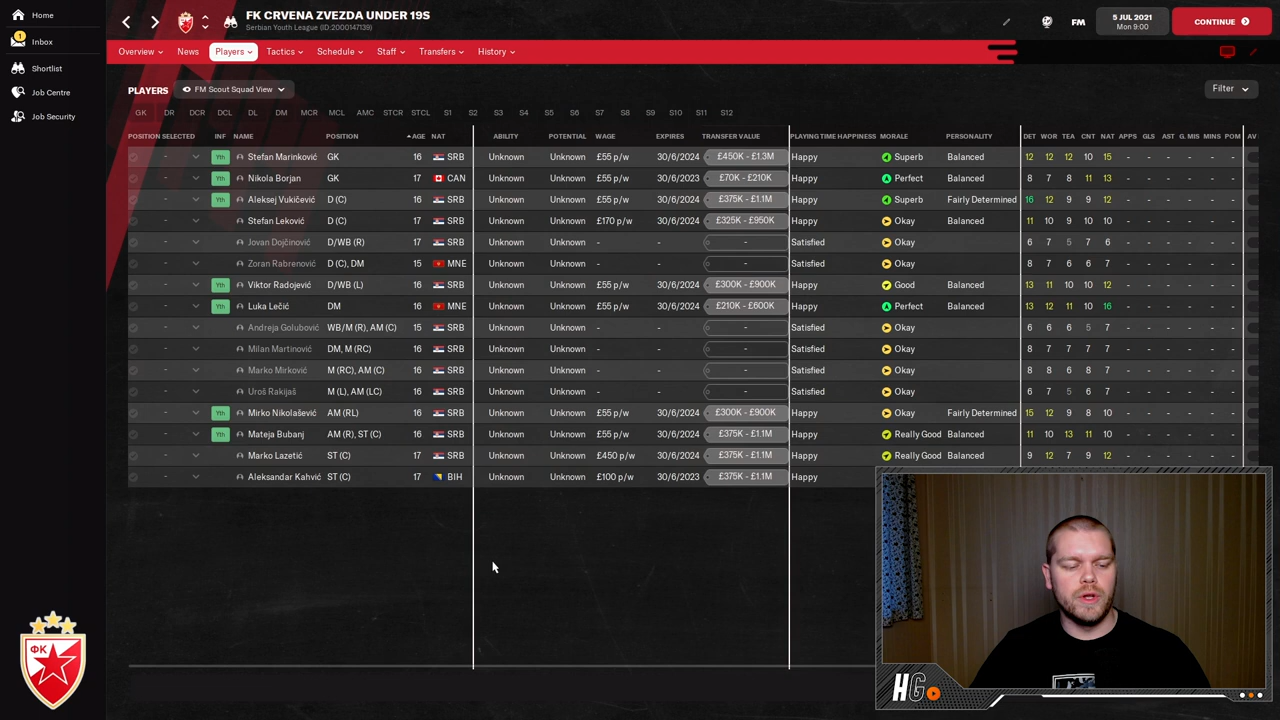 Home
1
Inbox
Shortlist
Job Centre
Job Security
FK CRVENA ZVEZDA UNDER 19S
Serbian Youth League (ID:2000147139)
FM
5 JUL 2021
Mon 9:00
CONTINUE
Overview News Players Tactics Schedule Staff Transfers History
PLAYERS FM Scout Squad View Filter
GK DR DCR DCL DL DM MCR MCL AMC STCR STCL S1 S2 S3 S4 S5 S6 S7 S8 S9 S10 S11 S12
POSITION SELECTED INF NAME POSITION AGE NAT ABILITY POTENTIAL WAGE EXPIRES TRANSFER VALUE PLAYING TIME HAPPINESS MORALE PERSONALITY DET WOR TEA CNT NAT APPS GLS AST G. MIS MINS POM AV
- Yth Stefan Marinković GK 16 SRB Unknown Unknown £55 p/w 30/6/2024 £450K - £1.3M Happy Superb Balanced 12 12 12 10 15 - - - - - -
- Yth Nikola Borjan GK 17 CAN Unknown Unknown £55 p/w 30/6/2023 £70K - £210K Happy Perfect Balanced 8 7 8 11 13 - - - - - -
- Yth Aleksej Vukičević D (C) 16 SRB Unknown Unknown £55 p/w 30/6/2024 £375K - £1.1M Happy Superb Fairly Determined 16 12 9 9 12 - - - - - -
- Stefan Leković D (C) 17 SRB Unknown Unknown £170 p/w 30/6/2024 £325K - £950K Happy Okay Balanced 11 10 9 10 10 - - - - - -
- Jovan Dojčinović D/WB (R) 17 SRB Unknown Unknown - - - Satisfied Okay 6 7 5 7 6 - - - - - -
- Zoran Rabrenović D (C), DM 15 MNE Unknown Unknown - - - Satisfied Okay 8 7 6 6 7 - - - - - -
- Yth Viktor Radojević D/WB (L) 16 SRB Unknown Unknown £55 p/w 30/6/2024 £300K - £900K Happy Good Balanced 13 11 10 10 12 - - - - - -
- Yth Luka Lečić DM 16 MNE Unknown Unknown £55 p/w 30/6/2024 £210K - £600K Happy Perfect Balanced 13 12 11 10 16 - - - - - -
- Andreja Golubović WB/M (R), AM (C) 15 SRB Unknown Unknown - - - Satisfied Okay 6 6 6 5 7 - - - - - -
- Milan Martinović DM, M (RC) 16 SRB Unknown Unknown - - - Satisfied Okay 8 7 7 7 7 - - - - - -
- Marko Mirković M (RC), AM (C) 16 SRB Unknown Unknown - - - Satisfied Okay 8 8 6 8 7 - - - - - -
- Uroš Rakijaš M (L), AM (LC) 16 SRB Unknown Unknown - - - Satisfied Okay 6 7 5 6 7 - - - - - -
- Yth Mirko Nikolašević AM (RL) 16 SRB Unknown Unknown £55 p/w 30/6/2024 £300K - £900K Happy Okay Fairly Determined 15 12 9 8 10 - - - - - -
- Yth Mateja Bubanj AM (R), ST (C) 16 SRB Unknown Unknown £55 p/w 30/6/2024 £375K - £1.1M Happy Really Good Balanced 11 10 13 11 10 - - - - - -
- Marko Lazetić ST (C) 17 SRB Unknown Unknown £450 p/w 30/6/2024 £375K - £1.1M Happy Really Good Balanced 9 12 7 9 12 - - - - - -
- Aleksandar Kahvić ST (C) 17 BIH Unknown Unknown £100 p/w 30/6/2023 £375K - £1.1M Happy
ФК
HG